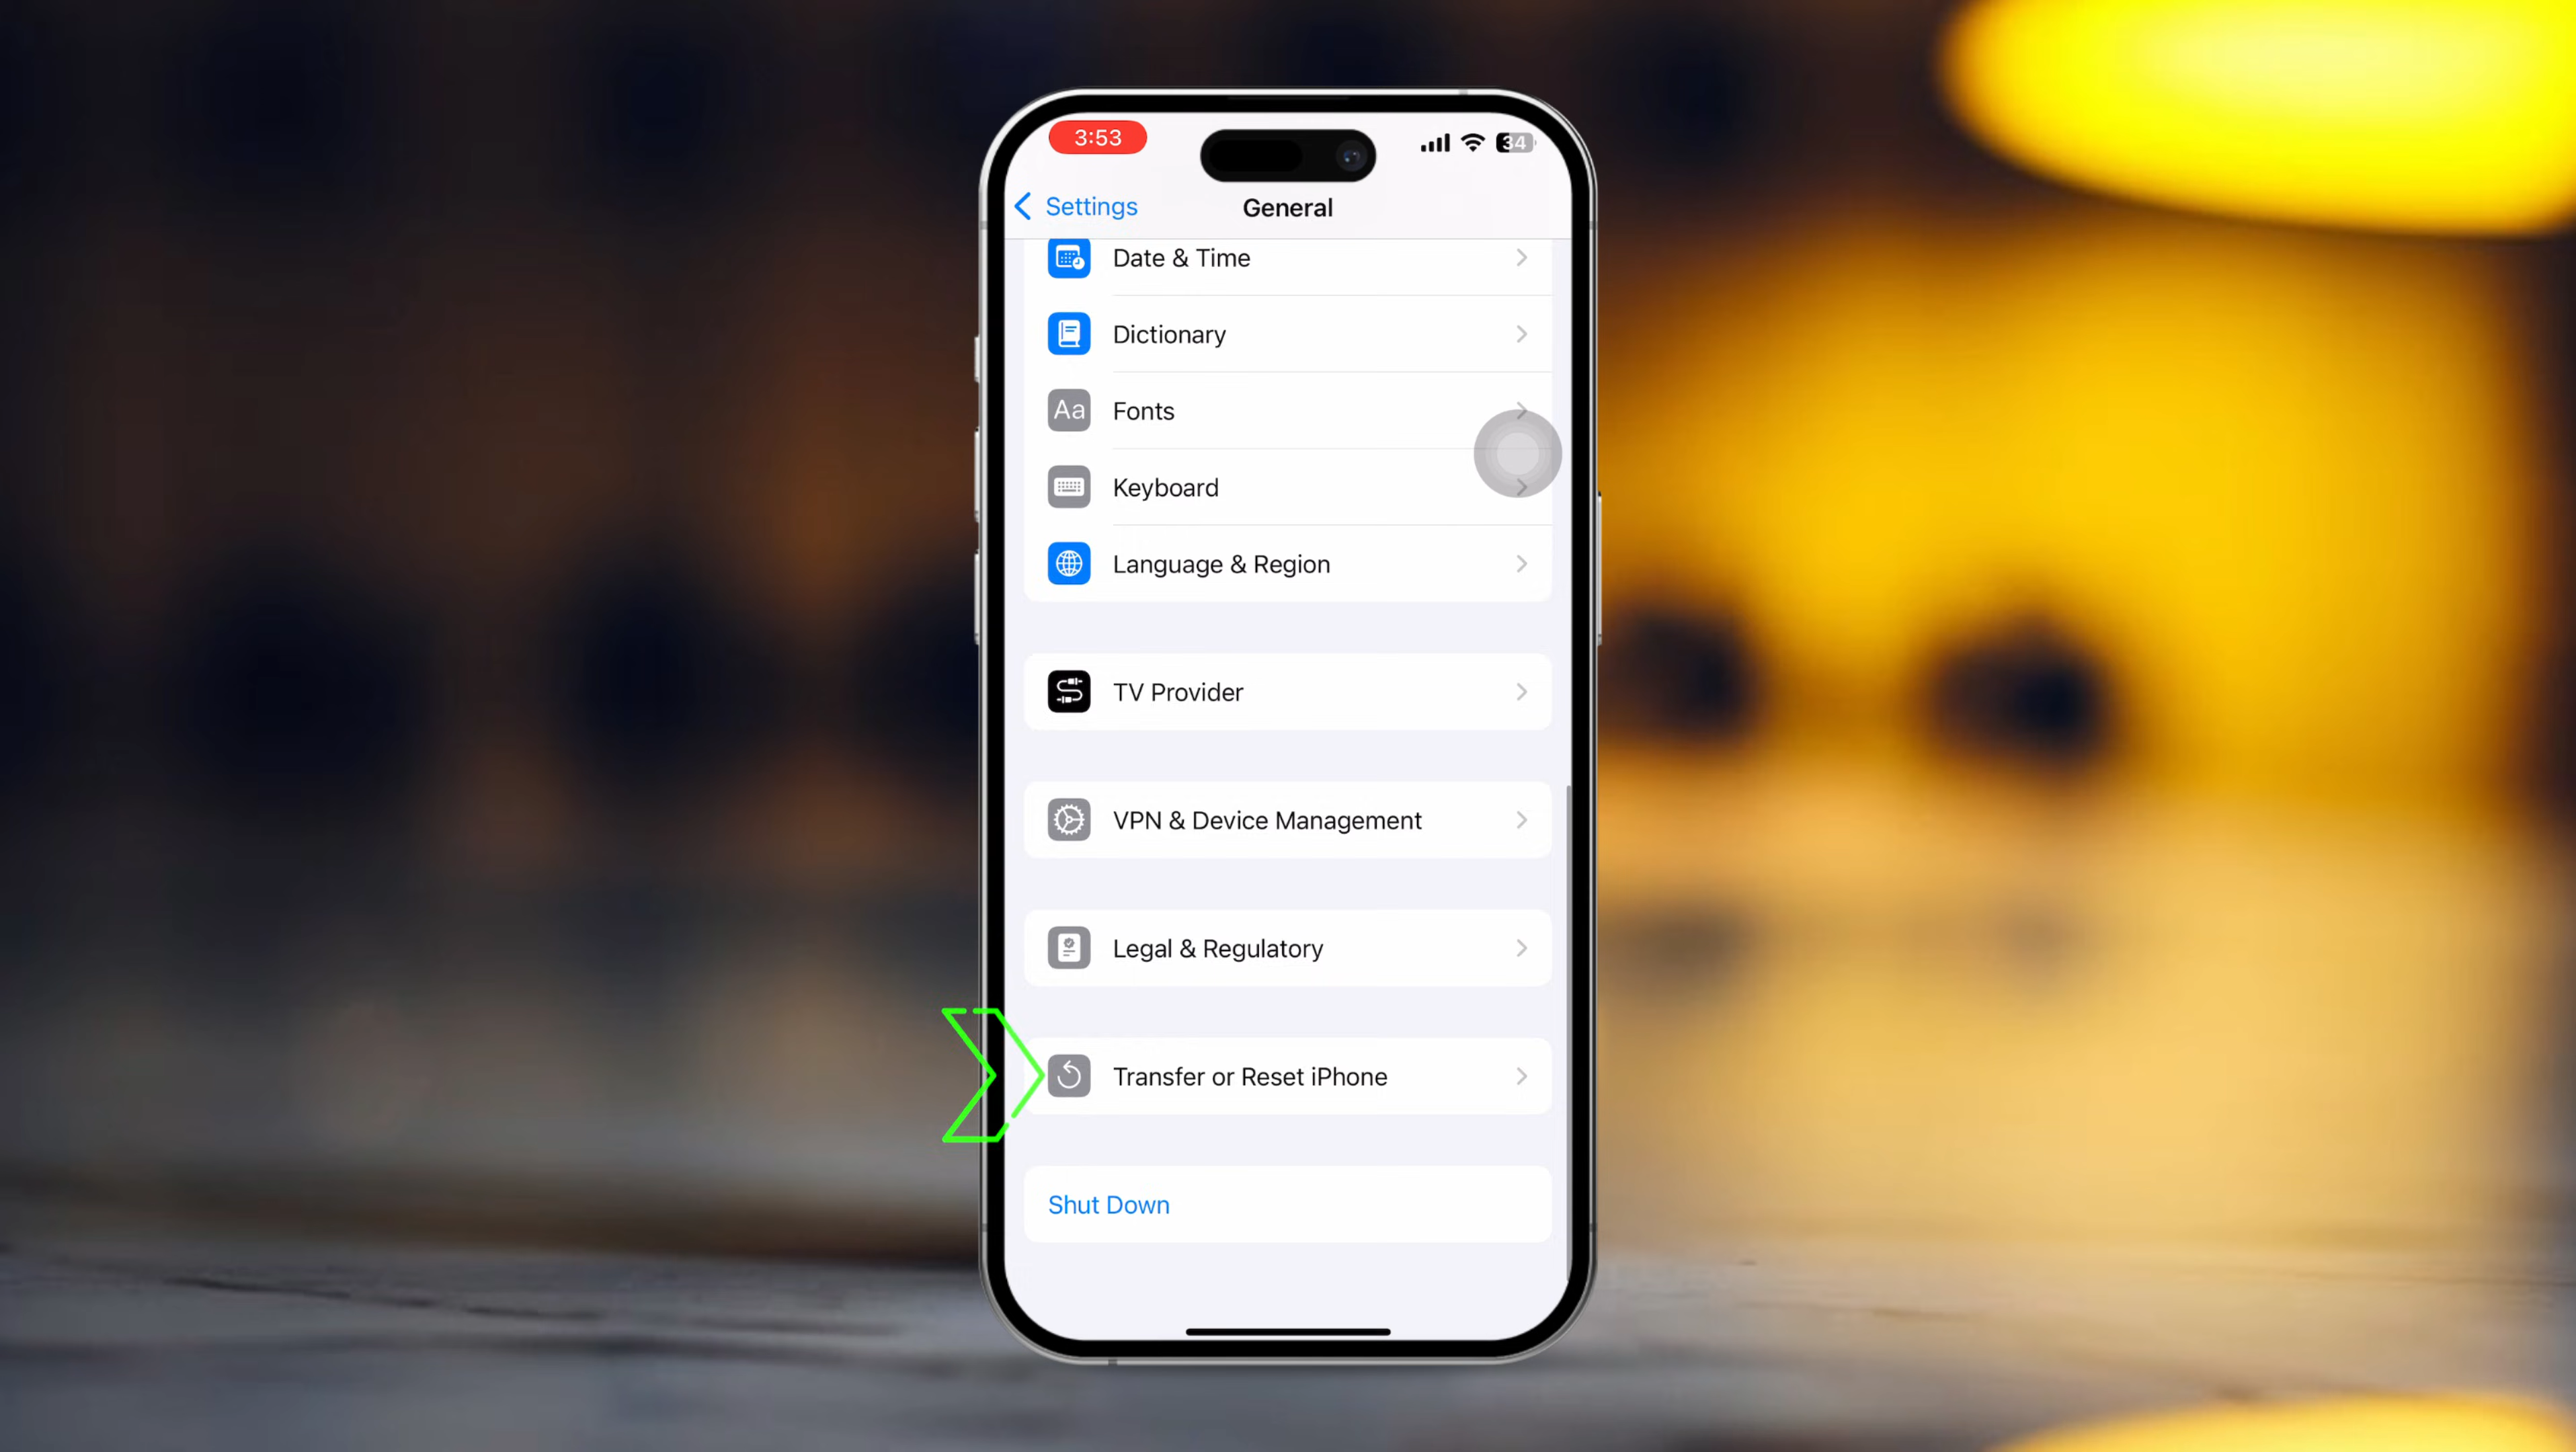 3:53
34
Settings
General
Date & Time
Dictionary
Aa
Fonts
Keyboard
Language & Region
TV Provider
VPN & Device Management
Legal & Regulatory
Transfer or Reset iPhone
Shut Down